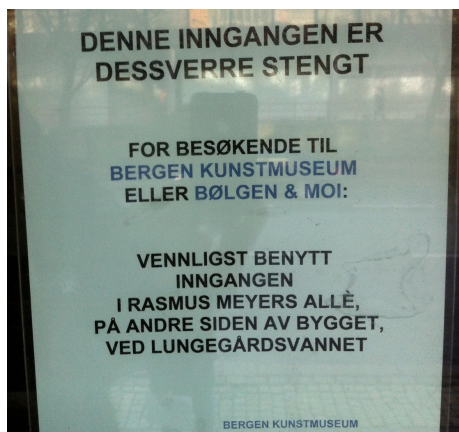 DENNE INNGANGEN ER
DESSVERRE STENGT
FOR BESØKENDE TIL
BERGEN KUNSTMUSEUM
ELLER BØLGEN & MOI:
VENNLIGST BENYTT
INNGANGEN
I RASMUS MEYERS ALLÈ,
PÅ ANDRE SIDEN AV BYGGET,
VED LUNGEGÅRDSVANNET
BERGEN KUNSTMUSEUM